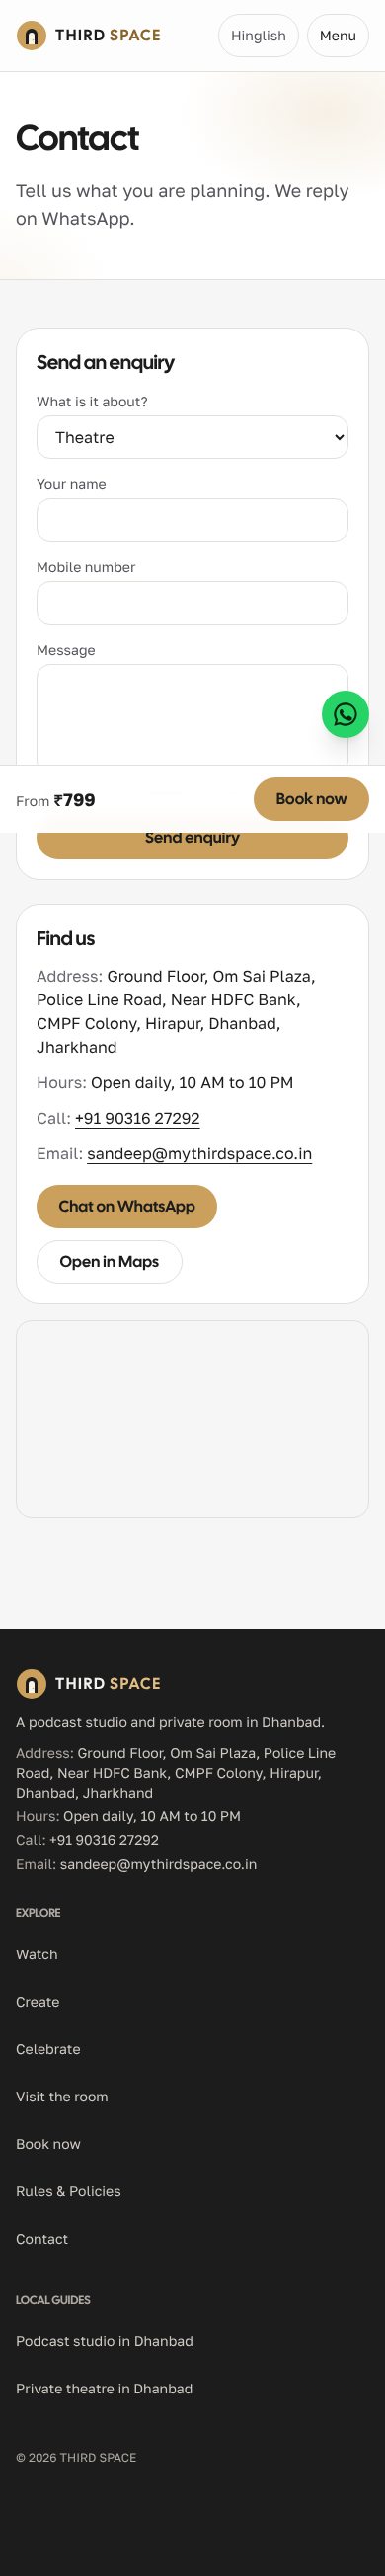 THIRD SPACE
Hinglish
Menu
Contact
Tell us what you are planning. We reply
on WhatsApp.
Send an enquiry
What is it about?
Theatre
Your name
Mobile number
Message
From ₹799
Book now
Send enquiry
Find us
Address: Ground Floor, Om Sai Plaza,
Police Line Road, Near HDFC Bank,
CMPF Colony, Hirapur, Dhanbad,
Jharkhand
Hours: Open daily, 10 AM to 10 PM
Call: +91 90316 27292
Email: sandeep@mythirdspace.co.in
Chat on WhatsApp
Open in Maps
THIRD SPACE
A podcast studio and private room in Dhanbad.
Address: Ground Floor, Om Sai Plaza, Police Line
Road, Near HDFC Bank, CMPF Colony, Hirapur,
Dhanbad, Jharkhand
Hours: Open daily, 10 AM to 10 PM
Call: +91 90316 27292
Email: sandeep@mythirdspace.co.in
EXPLORE
Watch
Create
Celebrate
Visit the room
Book now
Rules & Policies
Contact
LOCAL GUIDES
Podcast studio in Dhanbad
Private theatre in Dhanbad
© 2026 THIRD SPACE